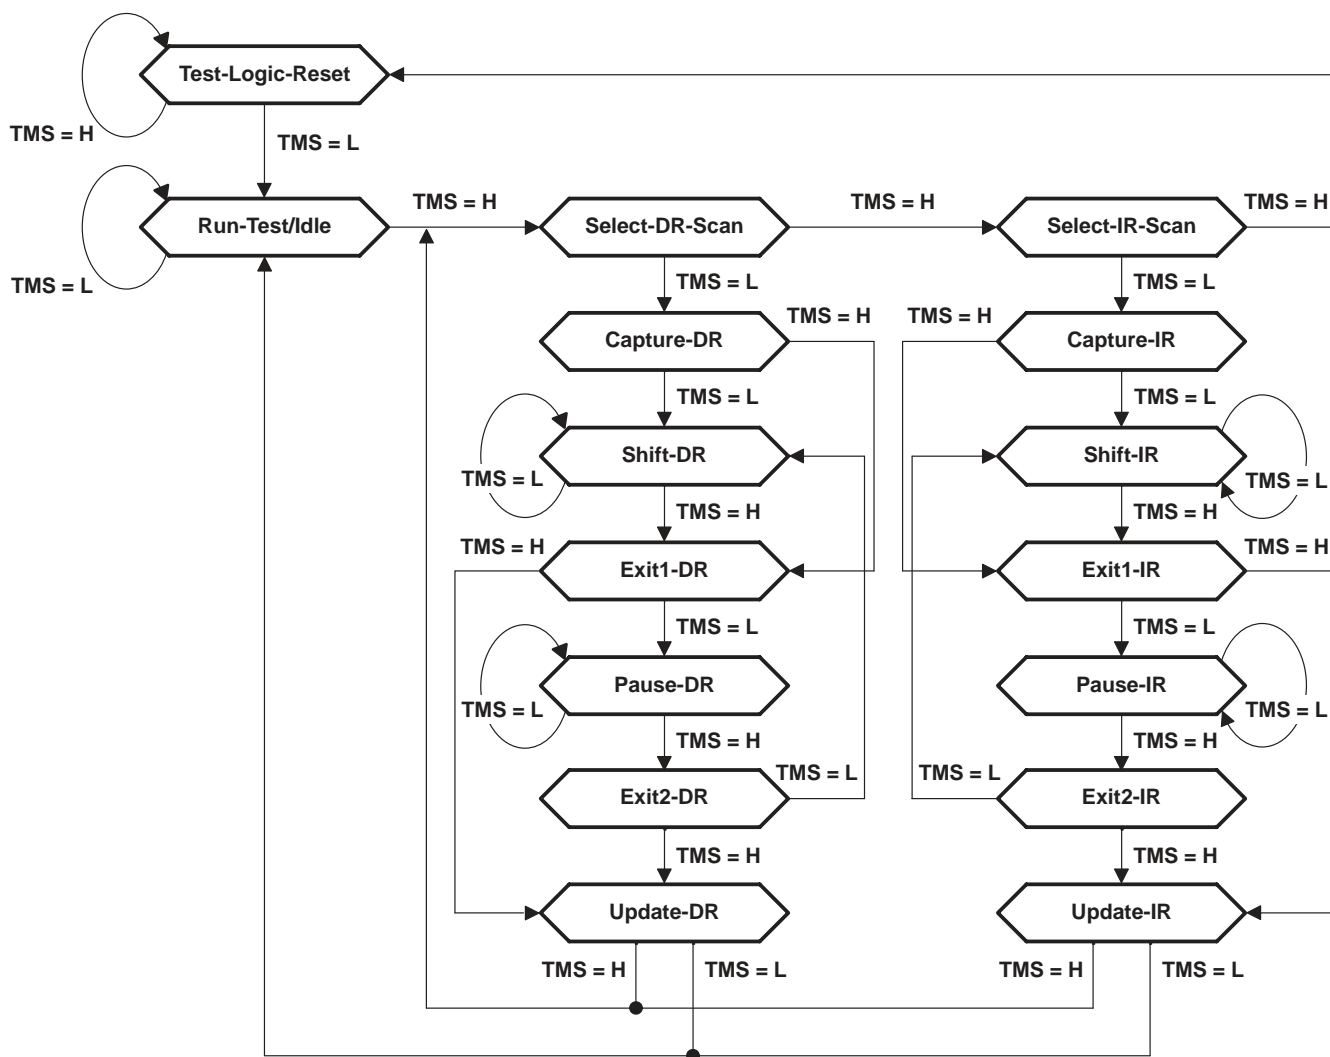 Test-Logic-Reset
TMS = H
TMS = L
TMS = H
TMS = H
TMS = H
Run-Test/Idle
Select-DR-Scan
Select-IR-Scan
TMS = L
TMS = L
TMS = L
TMS = H
TMS = H
Capture-DR
Capture-IR
TMS = L
TMS = L
Shift-DR
Shift-IR
TMS = L
TMS = L
TMS = H
TMS = H
TMS = H
TMS = H
Exit1-DR
Exit1-IR
TMS = L
TMS = L
Pause-DR
Pause-IR
TMS = L
TMS = L
TMS = H
TMS = H
TMS = L
TMS = L
Exit2-DR
Exit2-IR
TMS = H
TMS = H
Update-DR
Update-IR
TMS = H
TMS = L
TMS = H
TMS = L